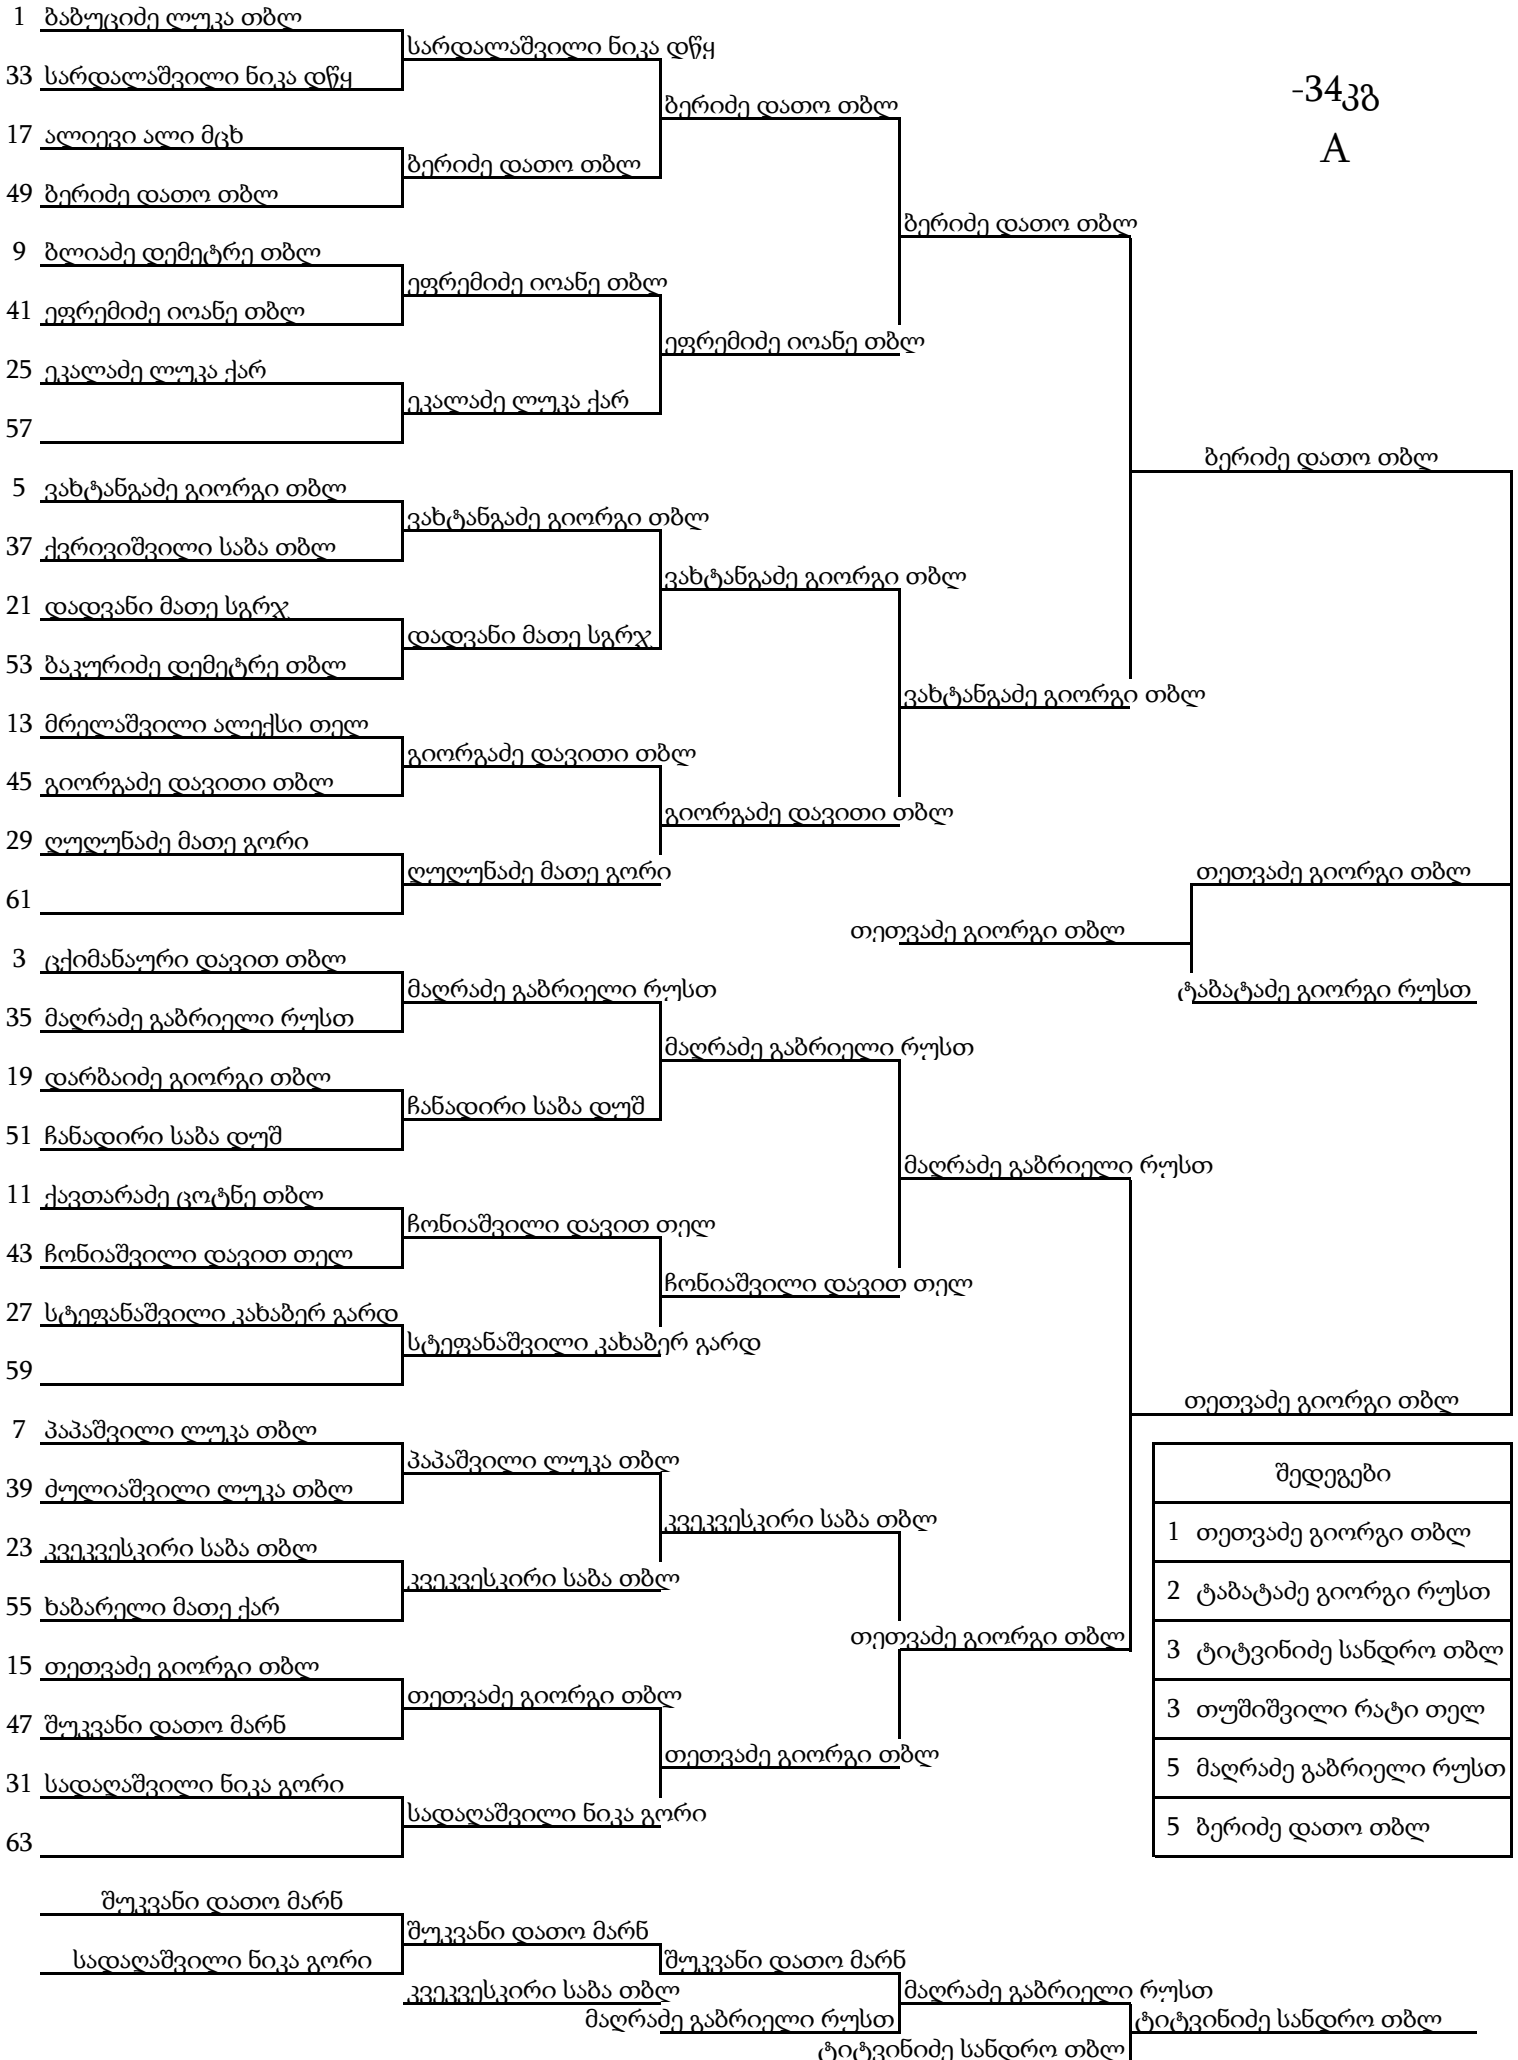 1 ბაბუციძე ლუკა თბლ
სარდალაშვილი ნიკა დწყ
33 სარდალაშვილი ნიკა დწყ
-34კგ
ბერიძე დათო თბლ
17 ალიევი ალი მცხ
A
ბერიძე დათო თბლ
49 ბერიძე დათო თბლ
ბერიძე დათო თბლ
9 ბლიაძე დემეტრე თბლ
ეფრემიძე იოანე თბლ
41 ეფრემიძე იოანე თბლ
ეფრემიძე იოანე თბლ
25 ეკალაძე ლუკა ქარ
ეკალაძე ლუკა ქარ
57
ბერიძე დათო თბლ
5 ვახტანგაძე გიორგი თბლ
ვახტანგაძე გიორგი თბლ
37 ქვრივიშვილი საბა თბლ
ვახტანგაძე გიორგი თბლ
21 დადვანი მათე სგრჯ
დადვანი მათე სგრჯ
53 ბაკურიძე დემეტრე თბლ
ვახტანგაძე გიორგი თბლ
13 მრელაშვილი ალექსი თელ
გიორგაძე დავითი თბლ
45 გიორგაძე დავითი თბლ
გიორგაძე დავითი თბლ
29 ღუღუნაძე მათე გორი
ღუღუნაძე მათე გორი
თეთვაძე გიორგი თბლ
61
თეთვაძე გიორგი თბლ
3 ცქიმანაური დავით თბლ
მაღრაძე გაბრიელი რუსთ
ტაბატაძე გიორგი რუსთ
35 მაღრაძე გაბრიელი რუსთ
მაღრაძე გაბრიელი რუსთ
19 დარბაიძე გიორგი თბლ
ჩანადირი საბა დუშ
51 ჩანადირი საბა დუშ
მაღრაძე გაბრიელი რუსთ
11 ქავთარაძე ცოტნე თბლ
ჩონიაშვილი დავით თელ
43 ჩონიაშვილი დავით თელ
ჩონიაშვილი დავით თელ
27 სტეფანაშვილი კახაბერ გარდ
სტეფანაშვილი კახაბერ გარდ
59
თეთვაძე გიორგი თბლ
7 პაპაშვილი ლუკა თბლ
პაპაშვილი ლუკა თბლ
შედეგები
39 ძულიაშვილი ლუკა თბლ
კვეკვესკირი საბა თბლ
1 თეთვაძე გიორგი თბლ
23 კვეკვესკირი საბა თბლ
კვეკვესკირი საბა თბლ
2 ტაბატაძე გიორგი რუსთ
55 ხაბარელი მათე ქარ
თეთვაძე გიორგი თბლ
3 ტიტვინიძე სანდრო თბლ
15 თეთვაძე გიორგი თბლ
თეთვაძე გიორგი თბლ
3 თუშიშვილი რატი თელ
47 შუკვანი დათო მარნ
თეთვაძე გიორგი თბლ
5 მაღრაძე გაბრიელი რუსთ
31 სადაღაშვილი ნიკა გორი
სადაღაშვილი ნიკა გორი
5 ბერიძე დათო თბლ
63
შუკვანი დათო მარნ
შუკვანი დათო მარნ
სადაღაშვილი ნიკა გორი
შუკვანი დათო მარნ
კვეკვესკირი საბა თბლ
მაღრაძე გაბრიელი რუსთ
მაღრაძე გაბრიელი რუსთ
ტიტვინიძე სანდრო თბლ
ტიტვინიძე სანდრო თბლ